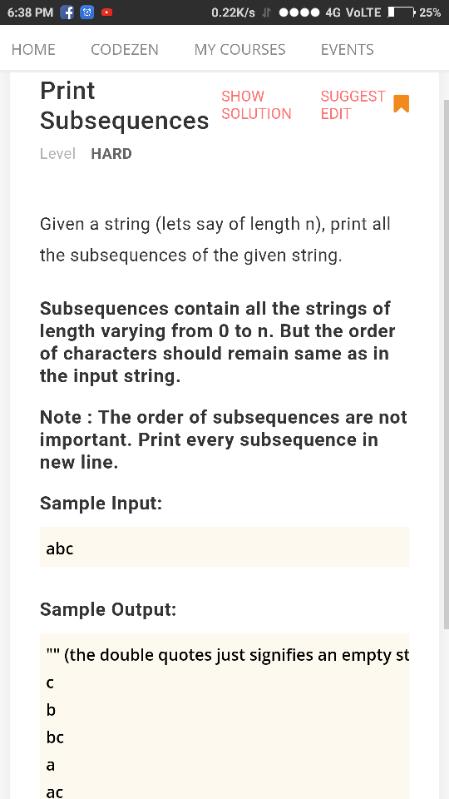 6:38 PM 0.22K/s 4G VoLTE 25%
HOME CODEZEN MY COURSES EVENTS
Print
Subsequences
SHOW
SOLUTION
SUGGEST
EDIT
Level HARD
Given a string (lets say of length n), print all
the subsequences of the given string.
Subsequences contain all the strings of
length varying from 0 to n. But the order
of characters should remain same as in
the input string.
Note : The order of subsequences are not
important. Print every subsequence in
new line.
Sample Input:
abc
Sample Output:
"" (the double quotes just signifies an empty st
c
b
bc
a
ac